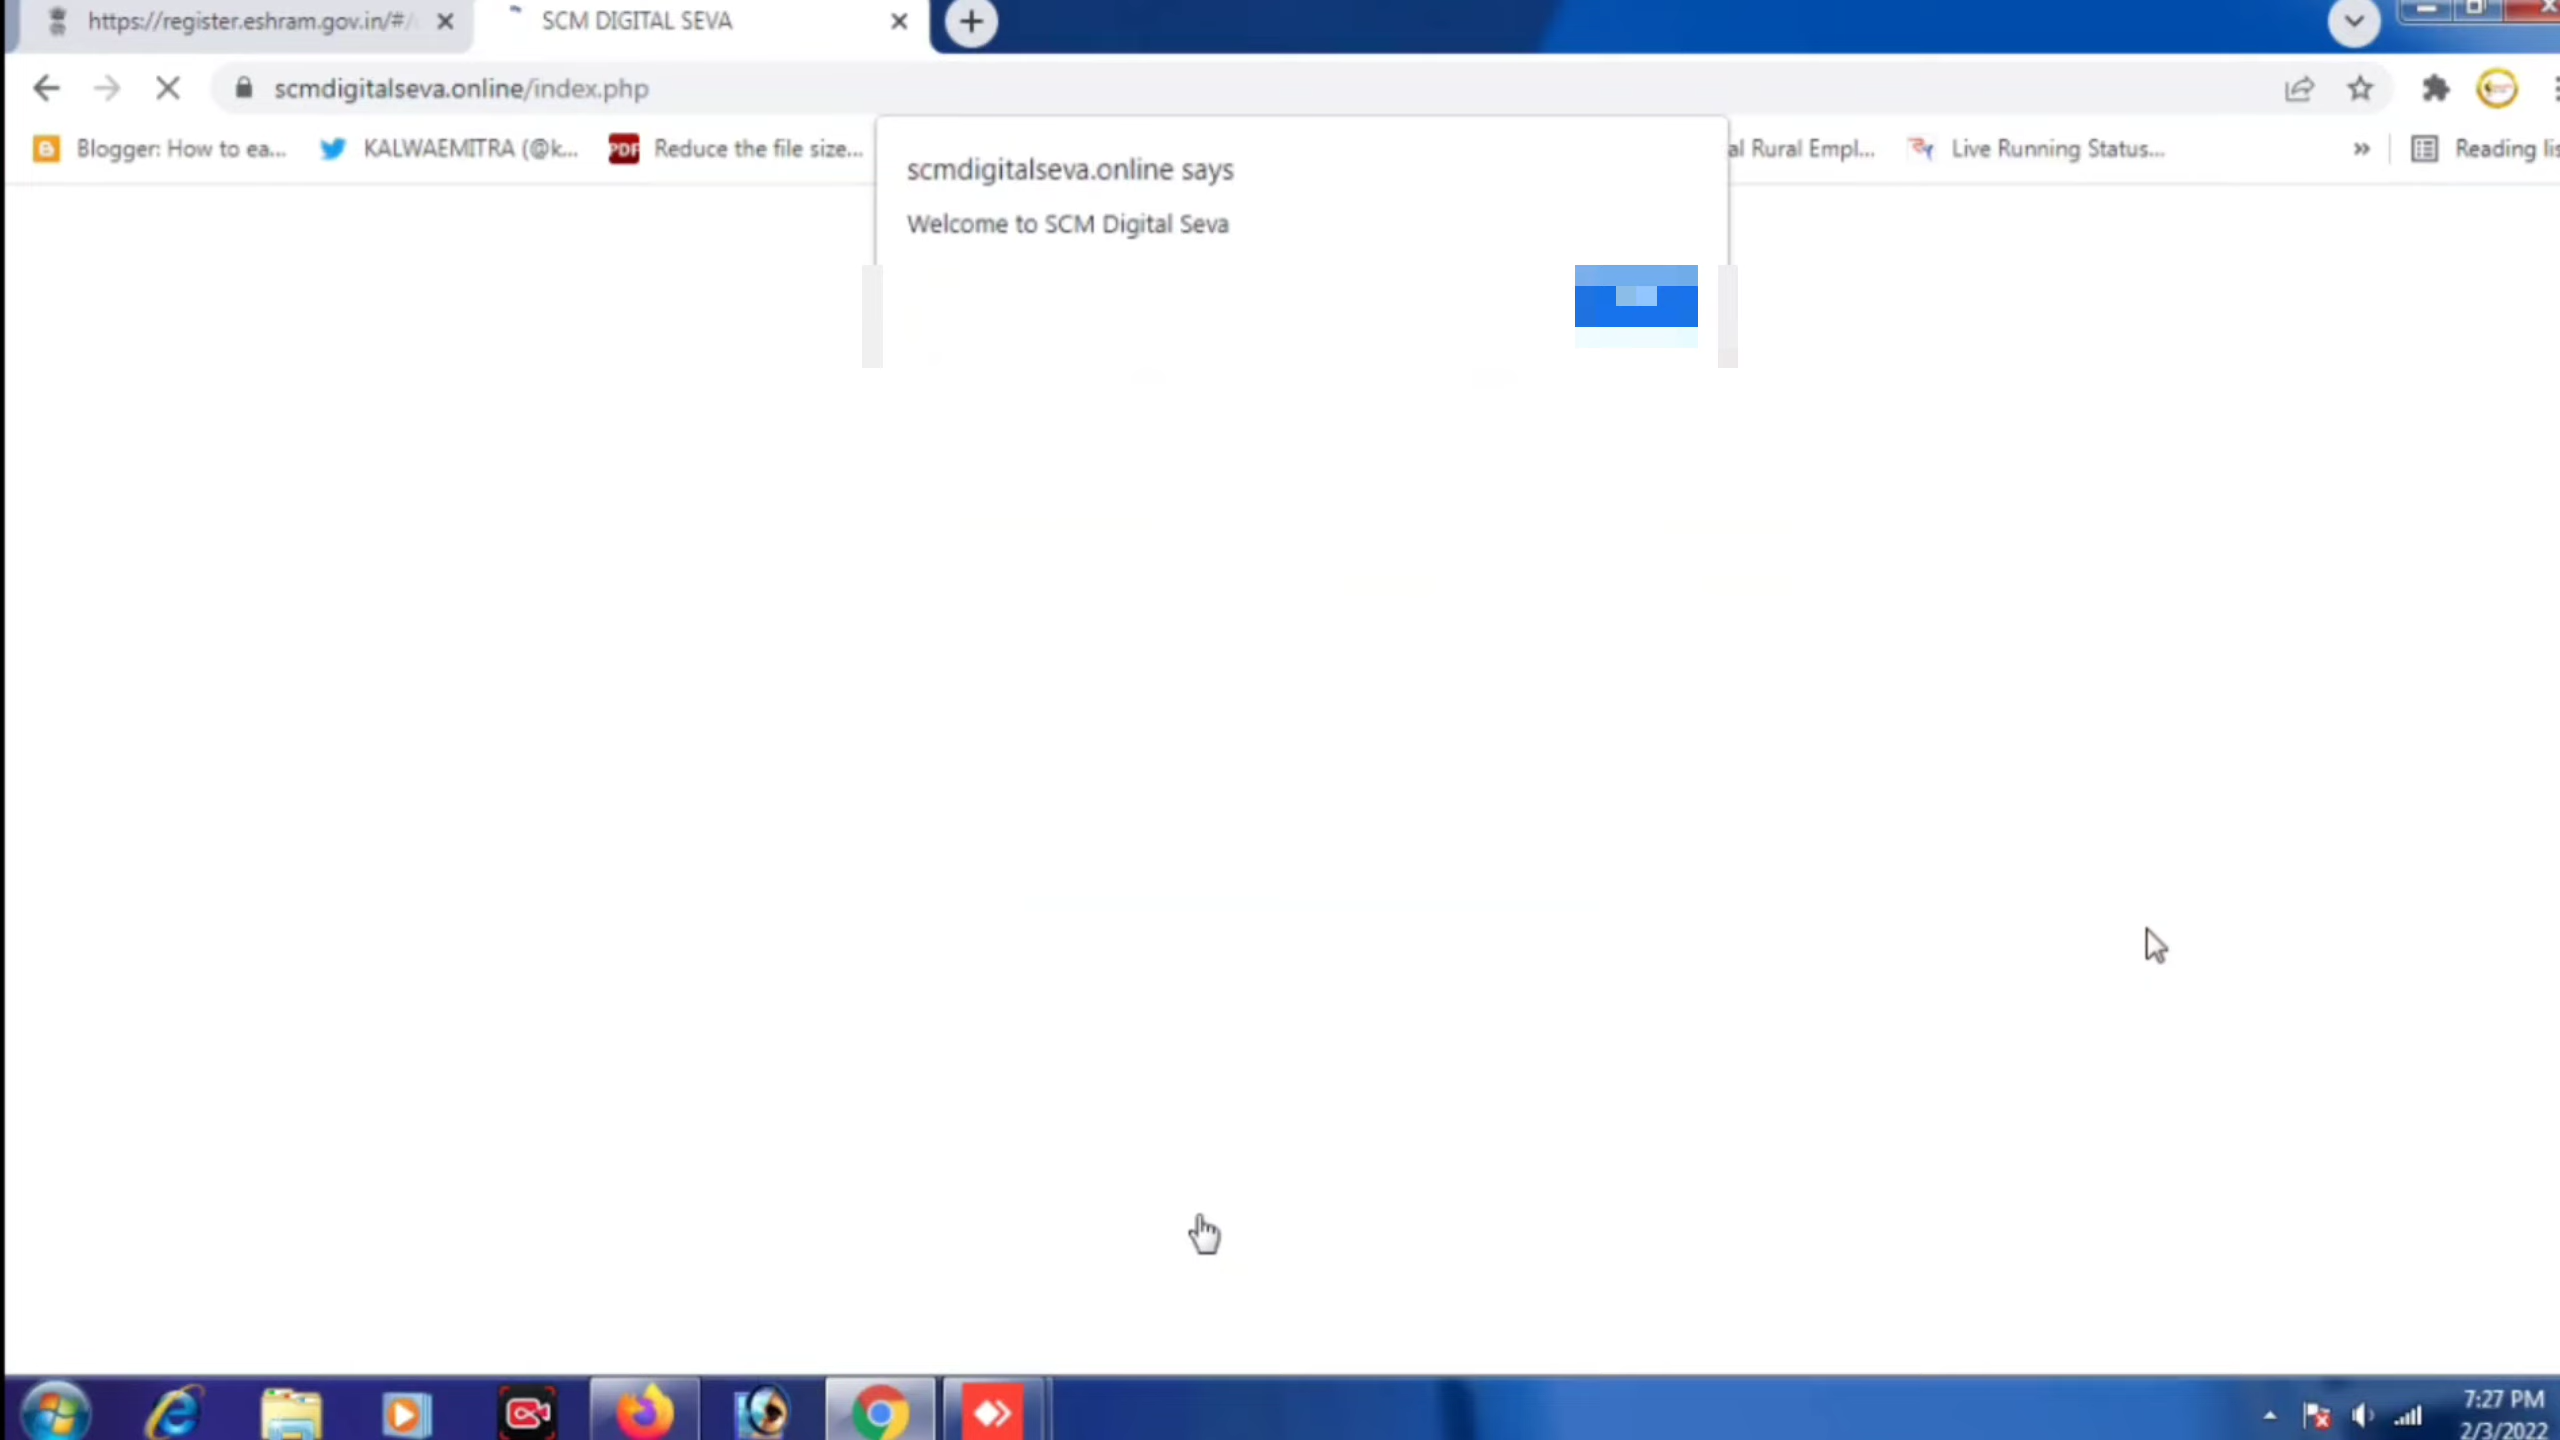 https://register.eshram.gov.in/#/
SCM DIGITAL SEVA
scmdigitalseva.online/index.php
Blogger: How to ea...
KALWAEMITRA (@k...
PDF
Reduce the file size...
al Rural Empl...
Live Running Status...
Reading lis
scmdigitalseva.online says
Welcome to SCM Digital Seva
7:27 PM
2/3/2022